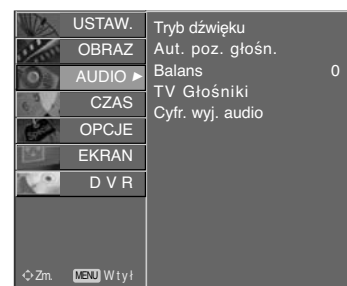 USTAW.
OBRAZ
AUDIO ►
CZAS
OPCJE
EKRAN
D V R
Zm. MENU Wtył
Tryb dźwięku
Aut. poz. głośn.
Balans 0
TV Głośniki
Cyfr. wyj. audio